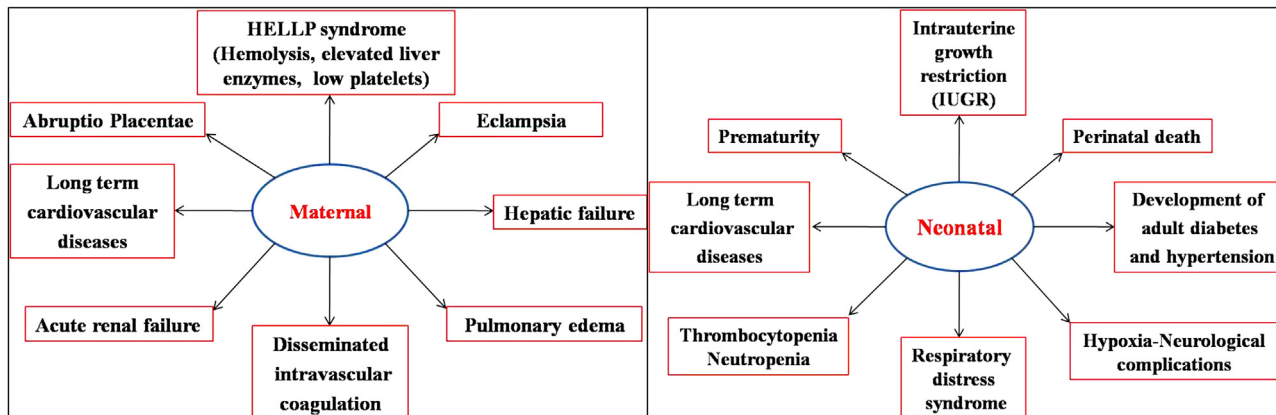 HELLP syndrome
(Hemolysis, elevated liver
enzymes, low platelets)
Abruptio Placentae
Eclampsia
Long term
cardiovascular
diseases
Maternal
Hepatic failure
Acute renal failure
Disseminated
intravascular
coagulation
Pulmonary edema
Intrauterine
growth
restriction
(IUGR)
Prematurity
Perinatal death
Long term
cardiovascular
diseases
Neonatal
Development of
adult diabetes
and hypertension
Thrombocytopenia
Neutropenia
Respiratory
distress
syndrome
Hypoxia-Neurological
complications